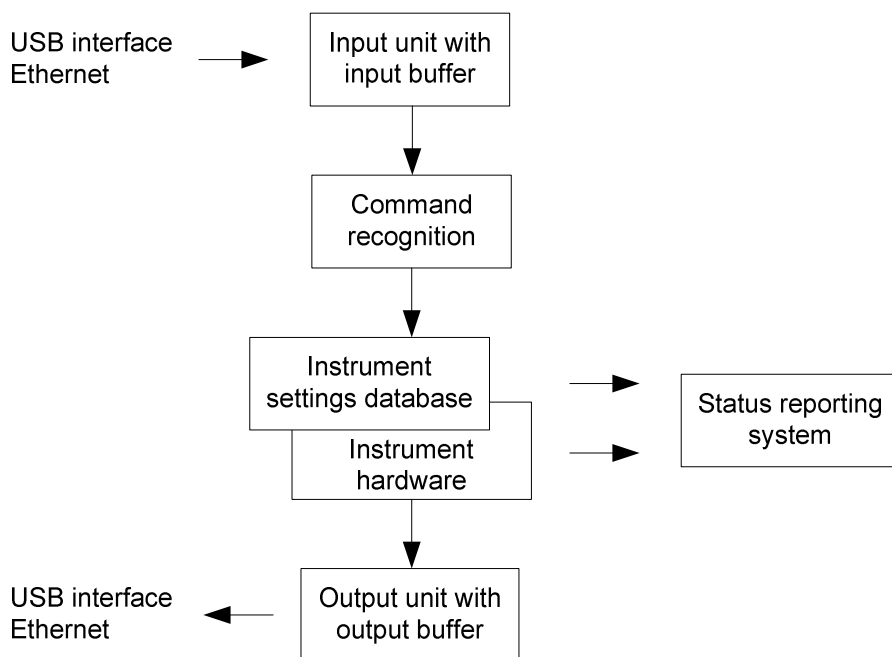 USB interface
Ethernet
Input unit with
input buffer
Command
recognition
Instrument
settings database
Instrument
hardware
Status reporting
system
USB interface
Ethernet
Output unit with
output buffer